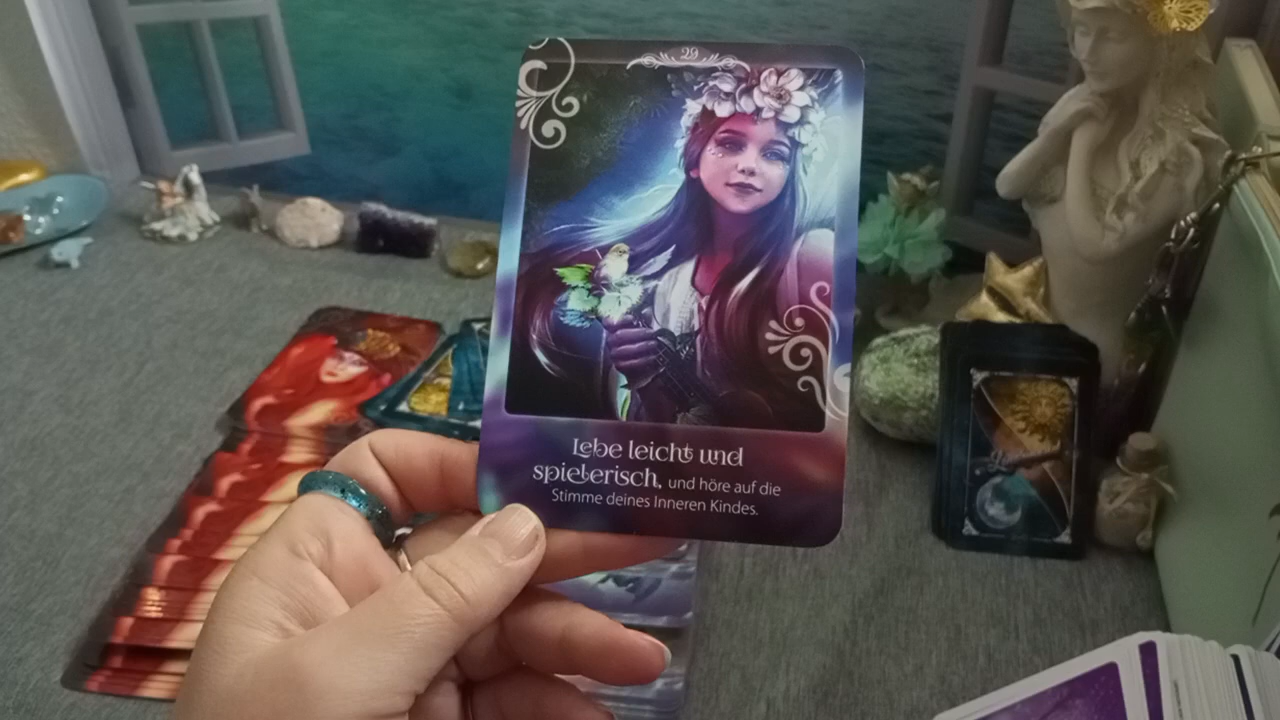 29
Lebe leicht und
spielerisch, und höre auf die
Stimme deines Inneren Kindes.